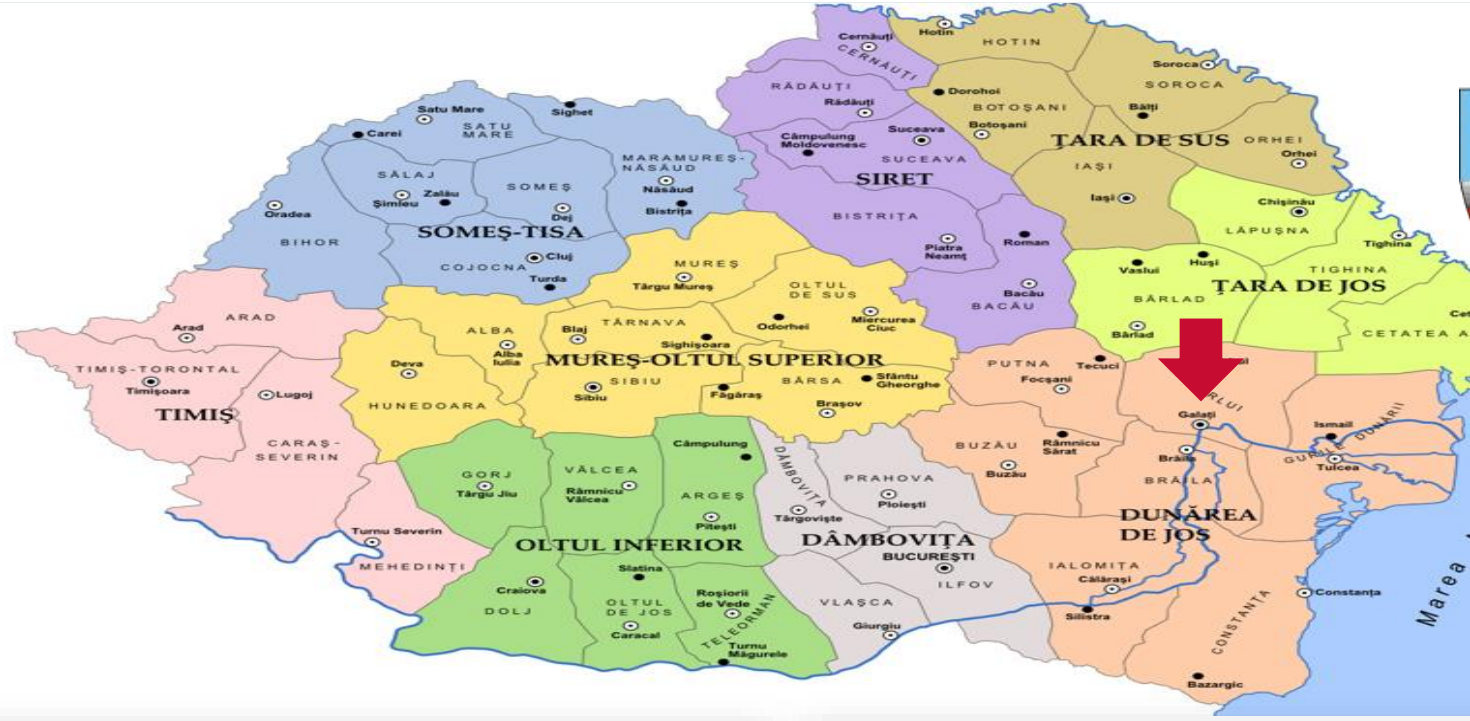 Cernăuți
CERNĂUȚI
Hotin
HOTIN
Soroca
SOROCA
RĂDĂUȚI
Rădăuți
Dorohoi
BOTOȘANI
Botoșani
Bălți
ȚARA DE SUS
ORHEI
Orhei
Satu Mare
SATU
MARE
Sighet
Carei
Câmpulung
Moldovenesc
Suceava
SUCEAVA
SIRET
IAȘI
Iași
MARAMUREȘ-
NĂSĂUD
Năsăud
Bistrița
SĂLAJ
Șimleu
Zalău
SOMEȘ
Dej
Oradea
BIHOR
SOMEȘ-TISA
Cluj
COJOCNA
Turda
BISTRIȚA
Piatra
Neamț
Roman
Bacău
BACĂU
Chișinău
LĂPUȘNA
Tighina
TIGHINA
Vaslui
Huși
ȚARA DE JOS
BÂRLAD
Bârlad
CETATEA A
MUREȘ
Târgu Mureș
OLTUL
DE SUS
Miercurea
Ciuc
Odorhei
ARAD
Arad
ALBA
Alba
Iulia
Blaj
TÂRNAVA
Sighișoara
MUREȘ-OLTUL SUPERIOR
Deva
HUNEDOARA
SIBIU
Sibiu
Făgăraș
BÂRSA
Sfântu
Gheorghe
Brașov
TIMIȘ-TORONTAL
Timișoara
TIMIȘ
Lugoj
CARAȘ-
SEVERIN
PUTNA
Focșani
Tecuci
Galați
Ismail
GURILE DUNĂRII
Tulcea
BUZĂU
Buzău
Râmnicu
Sărat
Brăila
BRĂILA
DUNĂREA
DE JOS
Câmpulung
GORJ
Târgu Jiu
VÂLCEA
Râmnicu
Vâlcea
ARGEȘ
Pitești
DÂMBOVIȚA
Târgoviște
PRAHOVA
Ploiești
DÂMBOVIȚA
BUCUREȘTI
ILFOV
Turnu Severin
MEHEDINȚI
OLTUL INFERIOR
Craiova
DOLJ
Slatina
OLTUL
DE JOS
Caracal
Roșiorii
de Vede
TELEORMAN
Turnu
Măgurele
VLAȘCA
Giurgiu
IALOMIȚA
Călărași
Silistra
CONSTANȚA
Constanța
Bazargic
Marea